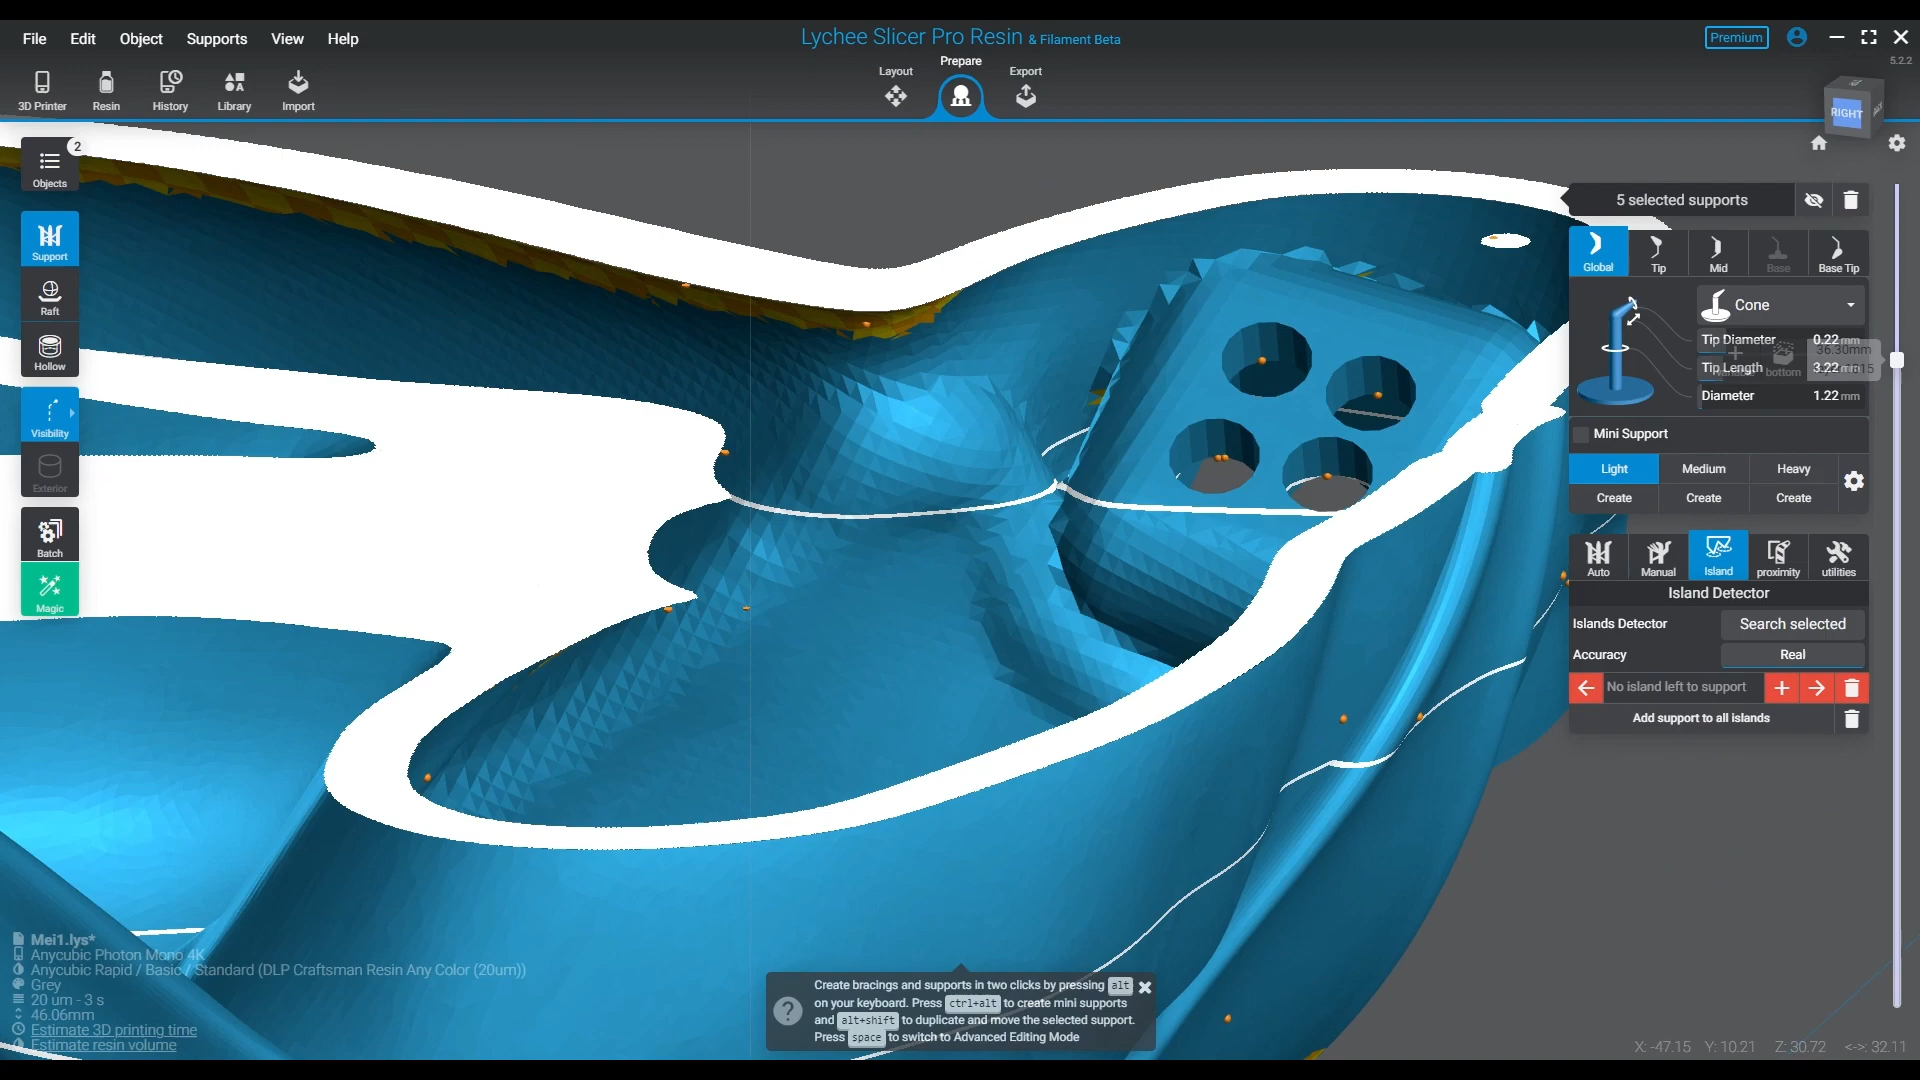 File Edit Object Supports View Help
Lychee Slicer Pro Resin & Filament Beta
Premium
5.2.2
3D Printer Resin History Library Import
Layout Prepare Export
RIGHT
2
Objects
Support
Raft
Hollow
Visibility
Exterior
Batch
Magic
5 selected supports
Global Tip Mid Base Base Tip
Cone
Tip Diameter 0.22 mm
36.30mm
Tip Length 3.22 mm
bottom
Diameter 1.22 mm
Mini Support
Light Medium Heavy
Create Create Create
Auto Manual Island proximity utilities
Island Detector
Islands Detector Search selected
Accuracy Real
No island left to support
Add support to all islands
Mei1.lys*
Anycubic Photon Mono 4K
Anycubic Rapid / Basic / Standard (DLP Craftsman Resin Any Color (20um))
Grey
20 um - 3 s
46.06mm
Estimate 3D printing time
Estimate resin volume
Create bracings and supports in two clicks by pressing alt
on your keyboard. Press ctrl+alt to create mini supports
and alt+shift to duplicate and move the selected support.
Press space to switch to Advanced Editing Mode
X: -47.15 Y: 10.21 Z: 30.72 <->: 32.11